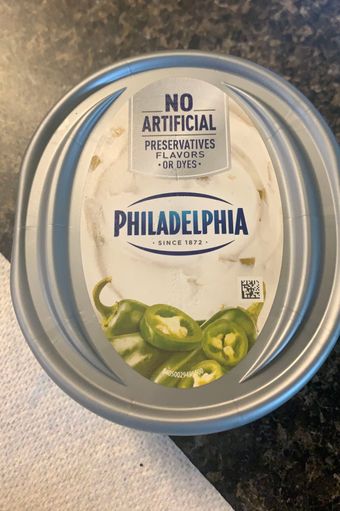 NO
ARTIFICIAL
PRESERVATIVES
FLAVORS
• OR DYES •
PHILADELPHIA
• SINCE 1872 •